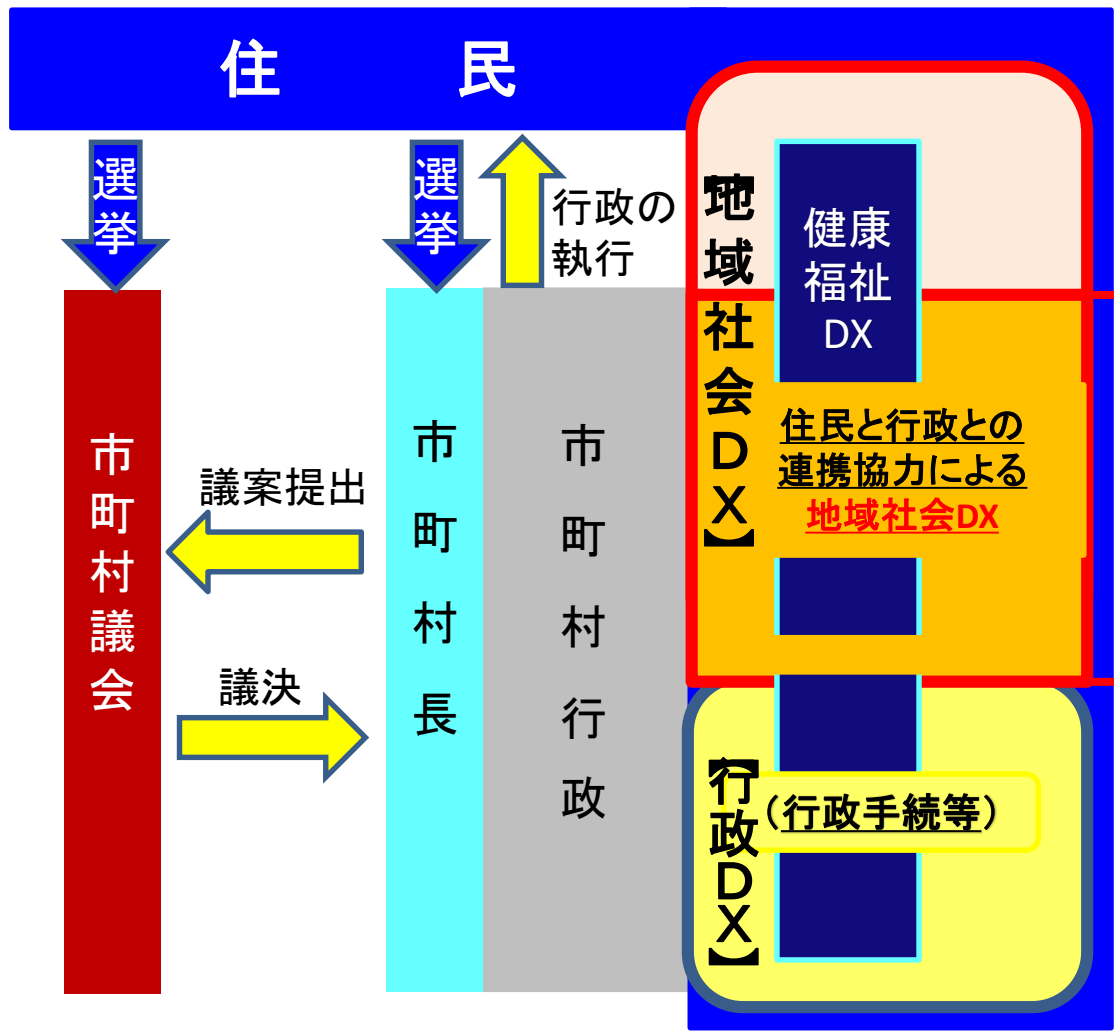 住民
選挙
選挙
行政の
執行
市町村議会
議案提出
議決
市町村長
市町村行政
【地域社会DX】
健康
福祉
DX
住民と行政との
連携協力による
地域社会DX
【行政DX】
（行政手続等）